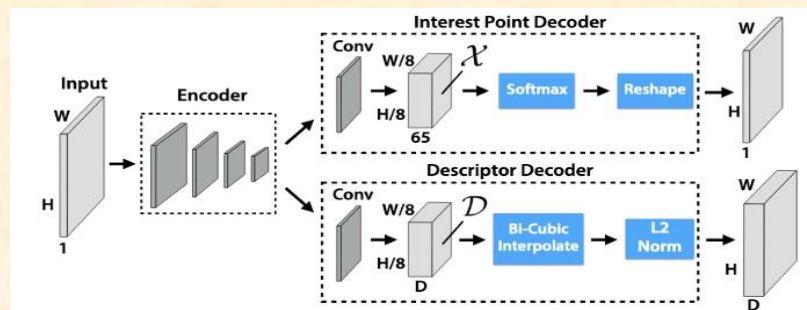 Interest Point Decoder
Input
W
H
1
Encoder
Conv
W/8
H/8
65
𝒳
Softmax
Reshape
W
H
1
Descriptor Decoder
Conv
W/8
H/8
D
𝒟
Bi-Cubic
Interpolate
L2
Norm
W
H
D